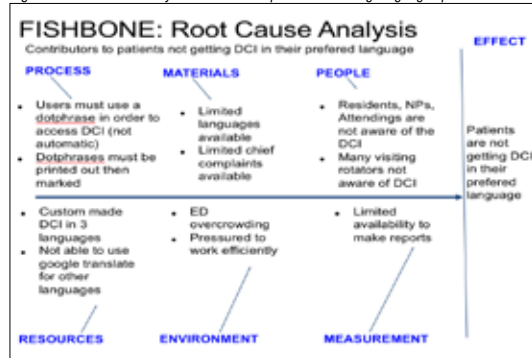 FISHBONE: Root Cause Analysis
Contributors to patients not getting DCI in their prefered language
EFFECT
PROCESS
MATERIALS
PEOPLE
• Users must use a
dotphrase in order to
access DCI (not
automatic)
• Dotphrases must be
printed out then
marked
• Limited
languages
available
• Limited chief
complaints
available
• Residents, NPs,
Attendings are
not aware of the
DCI
• Many visiting
rotators not
aware of DCI
Patients
are not
getting DCI
in their
prefered
language
• Custom made
DCI in 3
languages
• Not able to use
google translate
for other
languages
• ED
overcrowding
• Pressured to
work efficiently
• Limited
availability to
make reports
RESOURCES
ENVIRONMENT
MEASUREMENT